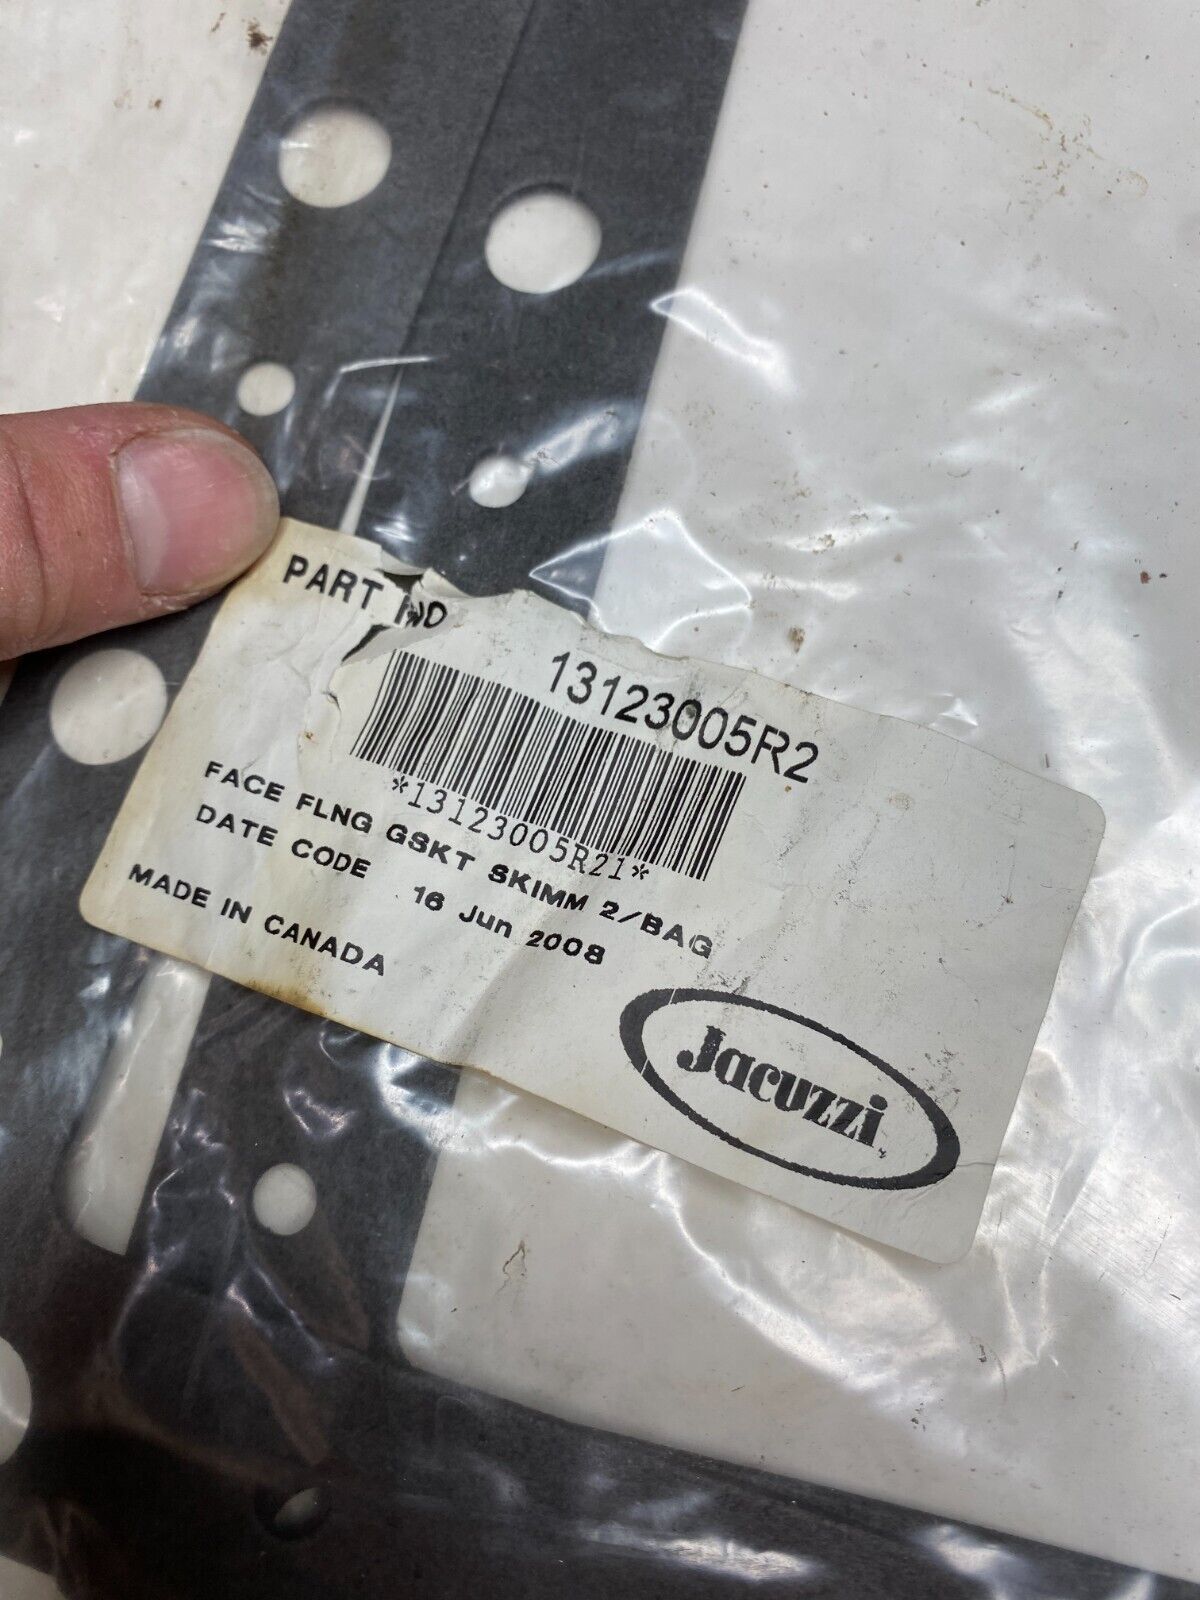 PART NO
13123005R2
*13123005R21*
FACE FLNG GSKT SKIMM 2/BAG
DATE CODE 16 Jun 2008
MADE IN CANADA
Jacuzzi